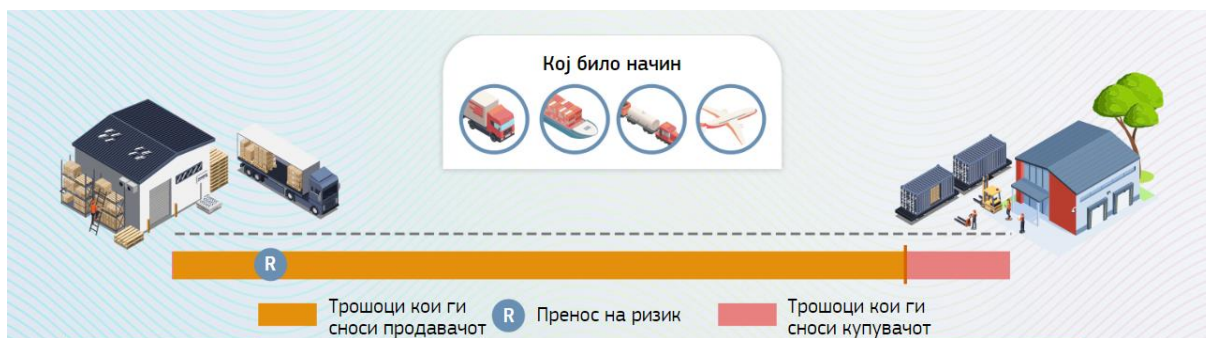 Кој било начин
R
Трошоци кои ги
сноси продавачот
R
Пренос на ризик
Трошоци кои ги
сноси купувачот